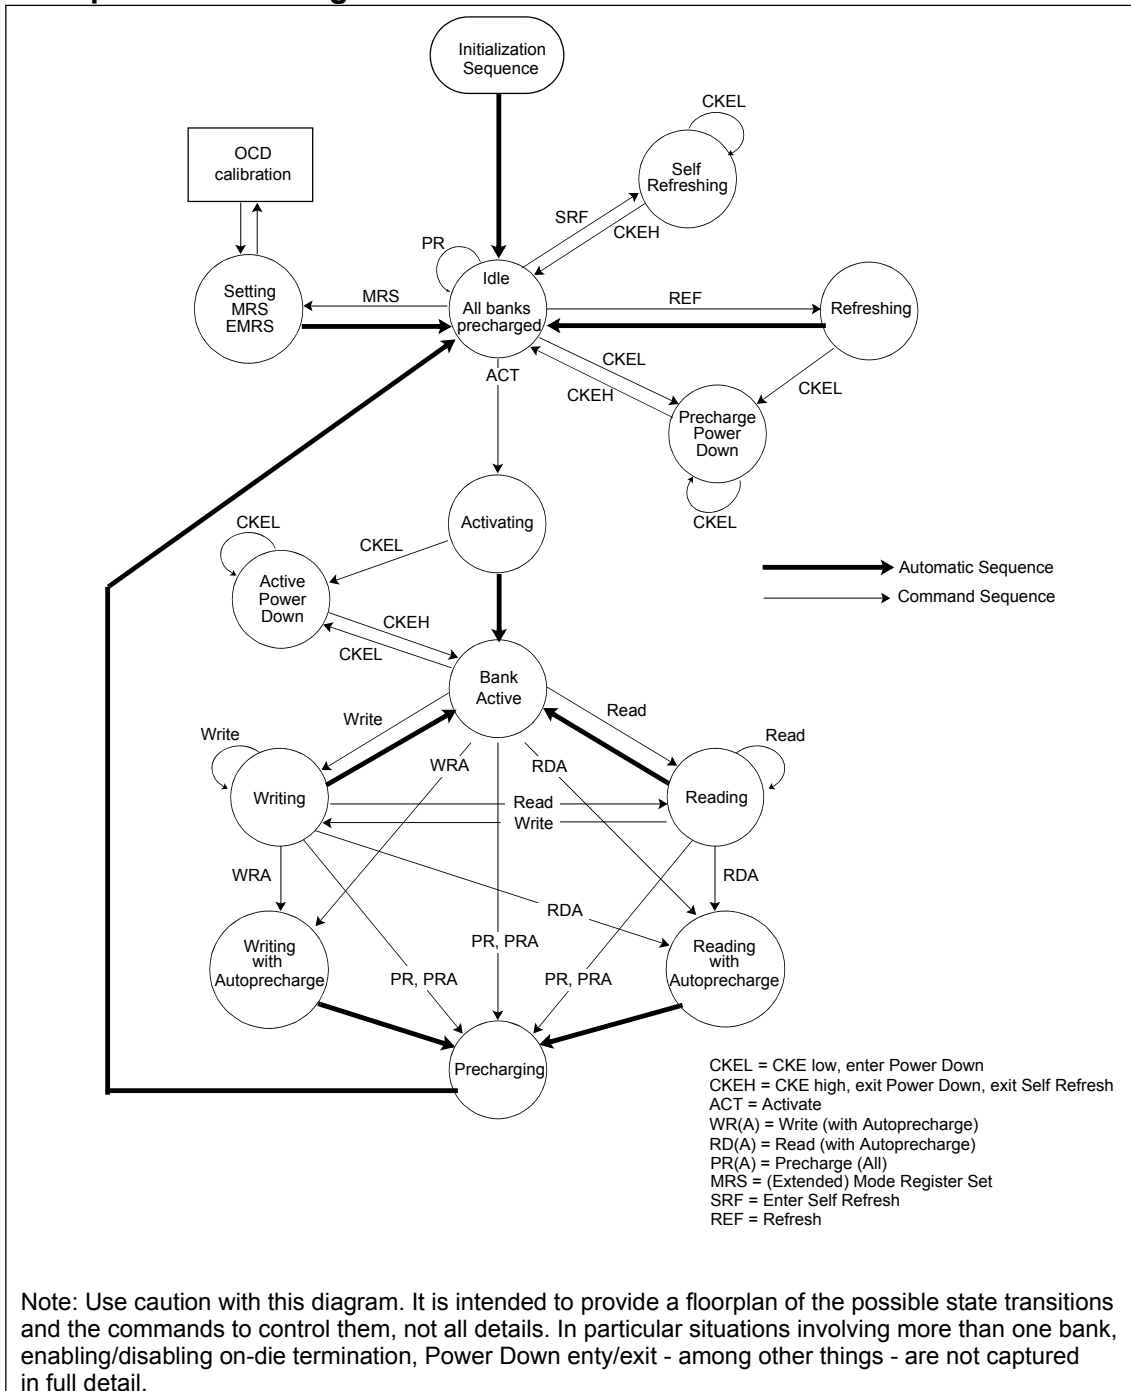 Initialization
Sequence
CKEL
OCD
calibration
Self
Refreshing
SRF
CKEH
PR
Idle
All banks
precharged
Setting
MRS
EMRS
MRS
REF
Refreshing
CKEL
CKEH
CKEL
ACT
Precharge
Power
Down
CKEL
Activating
CKEL
CKEL
Active
Power
Down
Automatic Sequence
Command Sequence
CKEH
CKEL
Bank
Active
Write
Read
Write
Read
WRA
RDA
Writing
Reading
Read
Write
WRA
RDA
RDA
Writing
with
Autoprecharge
PR, PRA
Reading
with
Autoprecharge
PR, PRA
PR, PRA
Precharging
CKEL = CKE low, enter Power Down
CKEH = CKE high, exit Power Down, exit Self Refresh
ACT = Activate
WR(A) = Write (with Autoprecharge)
RD(A) = Read (with Autoprecharge)
PR(A) = Precharge (All)
MRS = (Extended) Mode Register Set
SRF = Enter Self Refresh
REF = Refresh
Note: Use caution with this diagram. It is intended to provide a floorplan of the possible state transitions
and the commands to control them, not all details. In particular situations involving more than one bank,
enabling/disabling on-die termination, Power Down enty/exit - among other things - are not captured
in full detail.